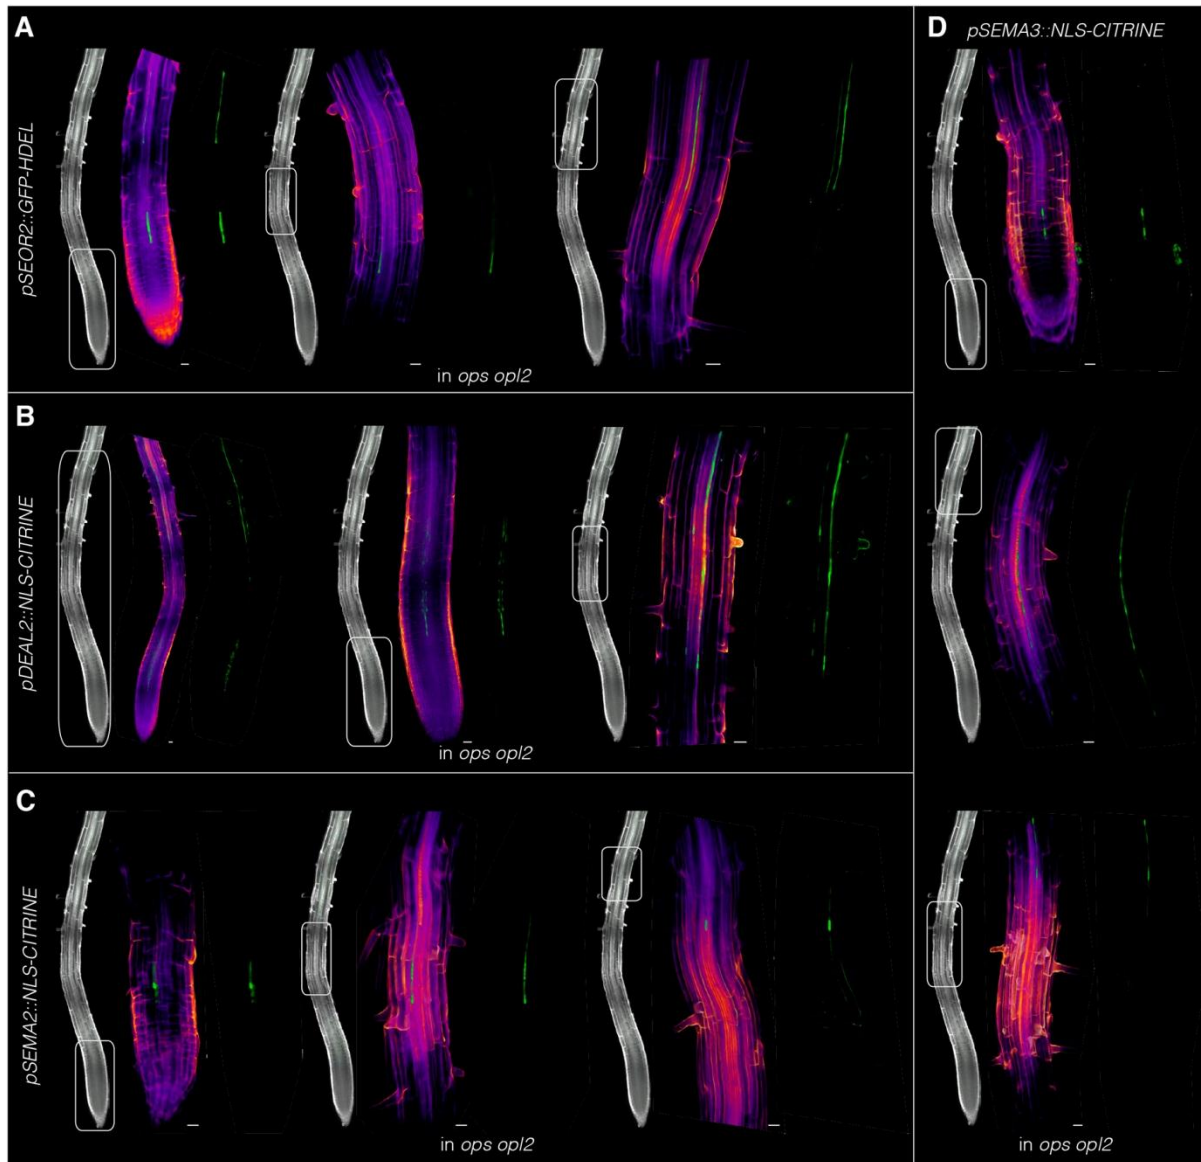 A
pSEOR2::GFP-HDEL
in ops opl2
B
pDEAL2::NLS-CITRINE
in ops opl2
C
pSEMA2::NLS-CITRINE
in ops opl2
D
pSEMA3::NLS-CITRINE
in ops opl2